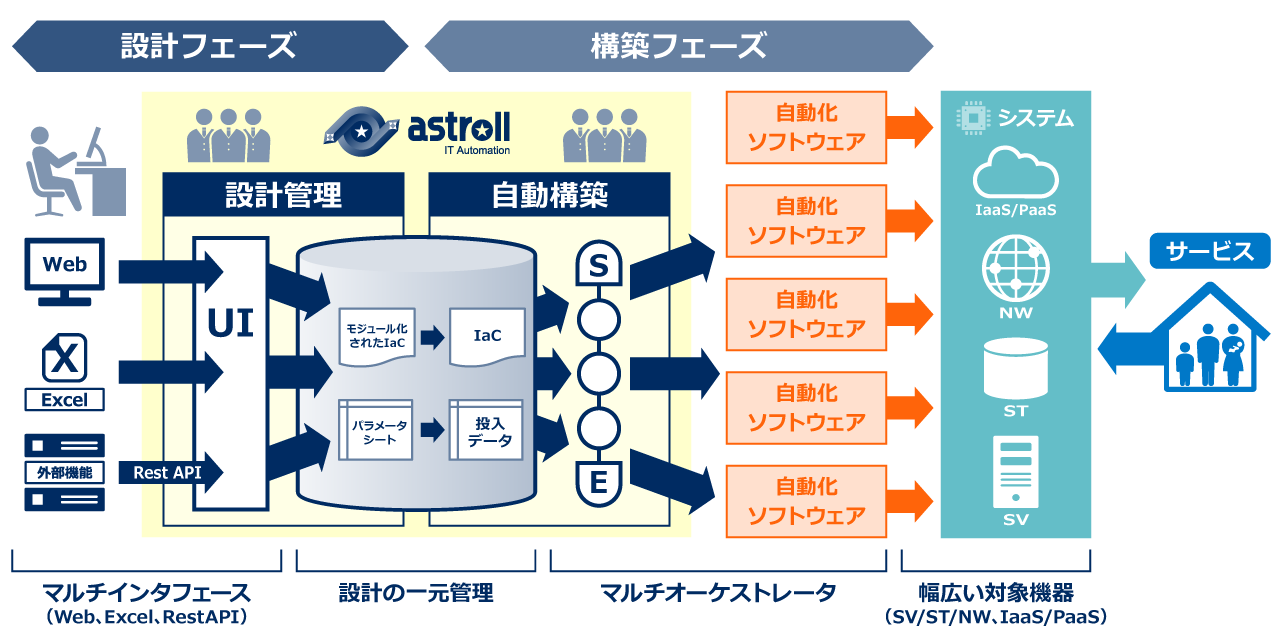 設計フェーズ
構築フェーズ
astroll
IT Automation
設計管理
自動構築
Web
Excel
外部機能
Rest API
UI
モジュール化
されたIaC
IaC
パラメータ
シート
投入
データ
S
E
自動化
ソフトウェア
自動化
ソフトウェア
自動化
ソフトウェア
自動化
ソフトウェア
自動化
ソフトウェア
システム
IaaS/PaaS
NW
ST
SV
サービス
マルチインタフェース
（Web、Excel、RestAPI）
設計の一元管理
マルチオーケストレータ
幅広い対象機器
（SV/ST/NW、IaaS/PaaS）